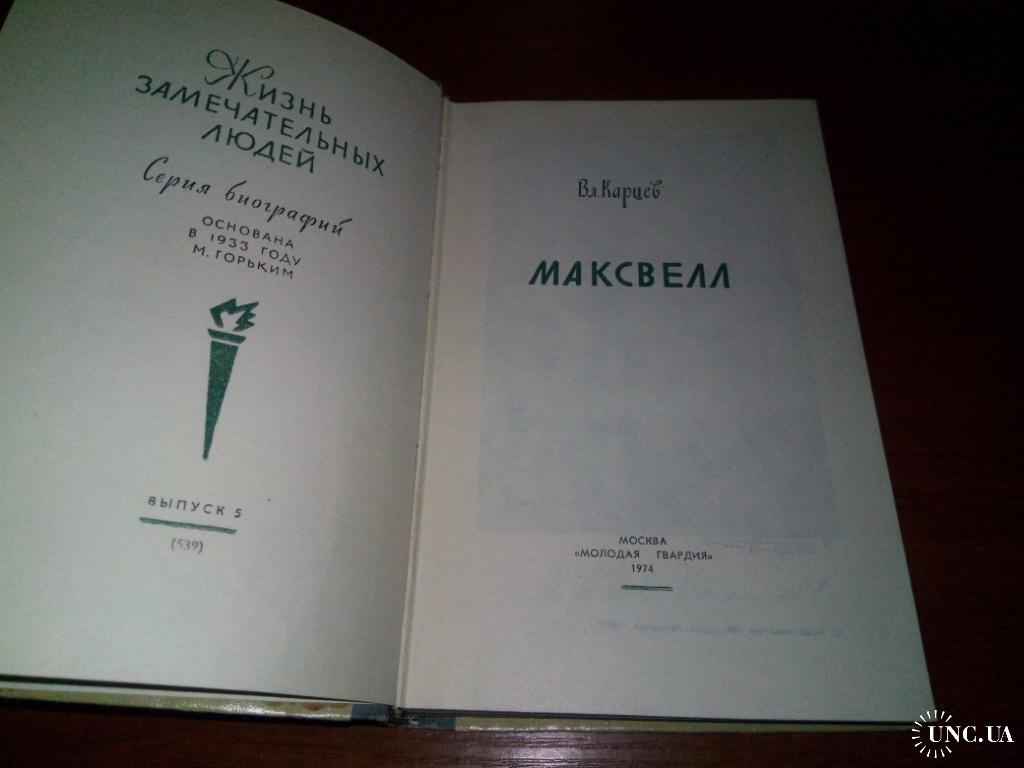 Жизнь
ЗАМЕЧАТЕЛЬНЫХ
ЛЮДЕЙ
Серия биографий
ОСНОВАНА
В 1933 ГОДУ
М. ГОРЬКИМ
ВЫПУСК 5
(539)
Вл. Карцев
МАКСВЕЛЛ
МОСКВА
«МОЛОДАЯ ГВАРДИЯ»
1974
UNC.UA